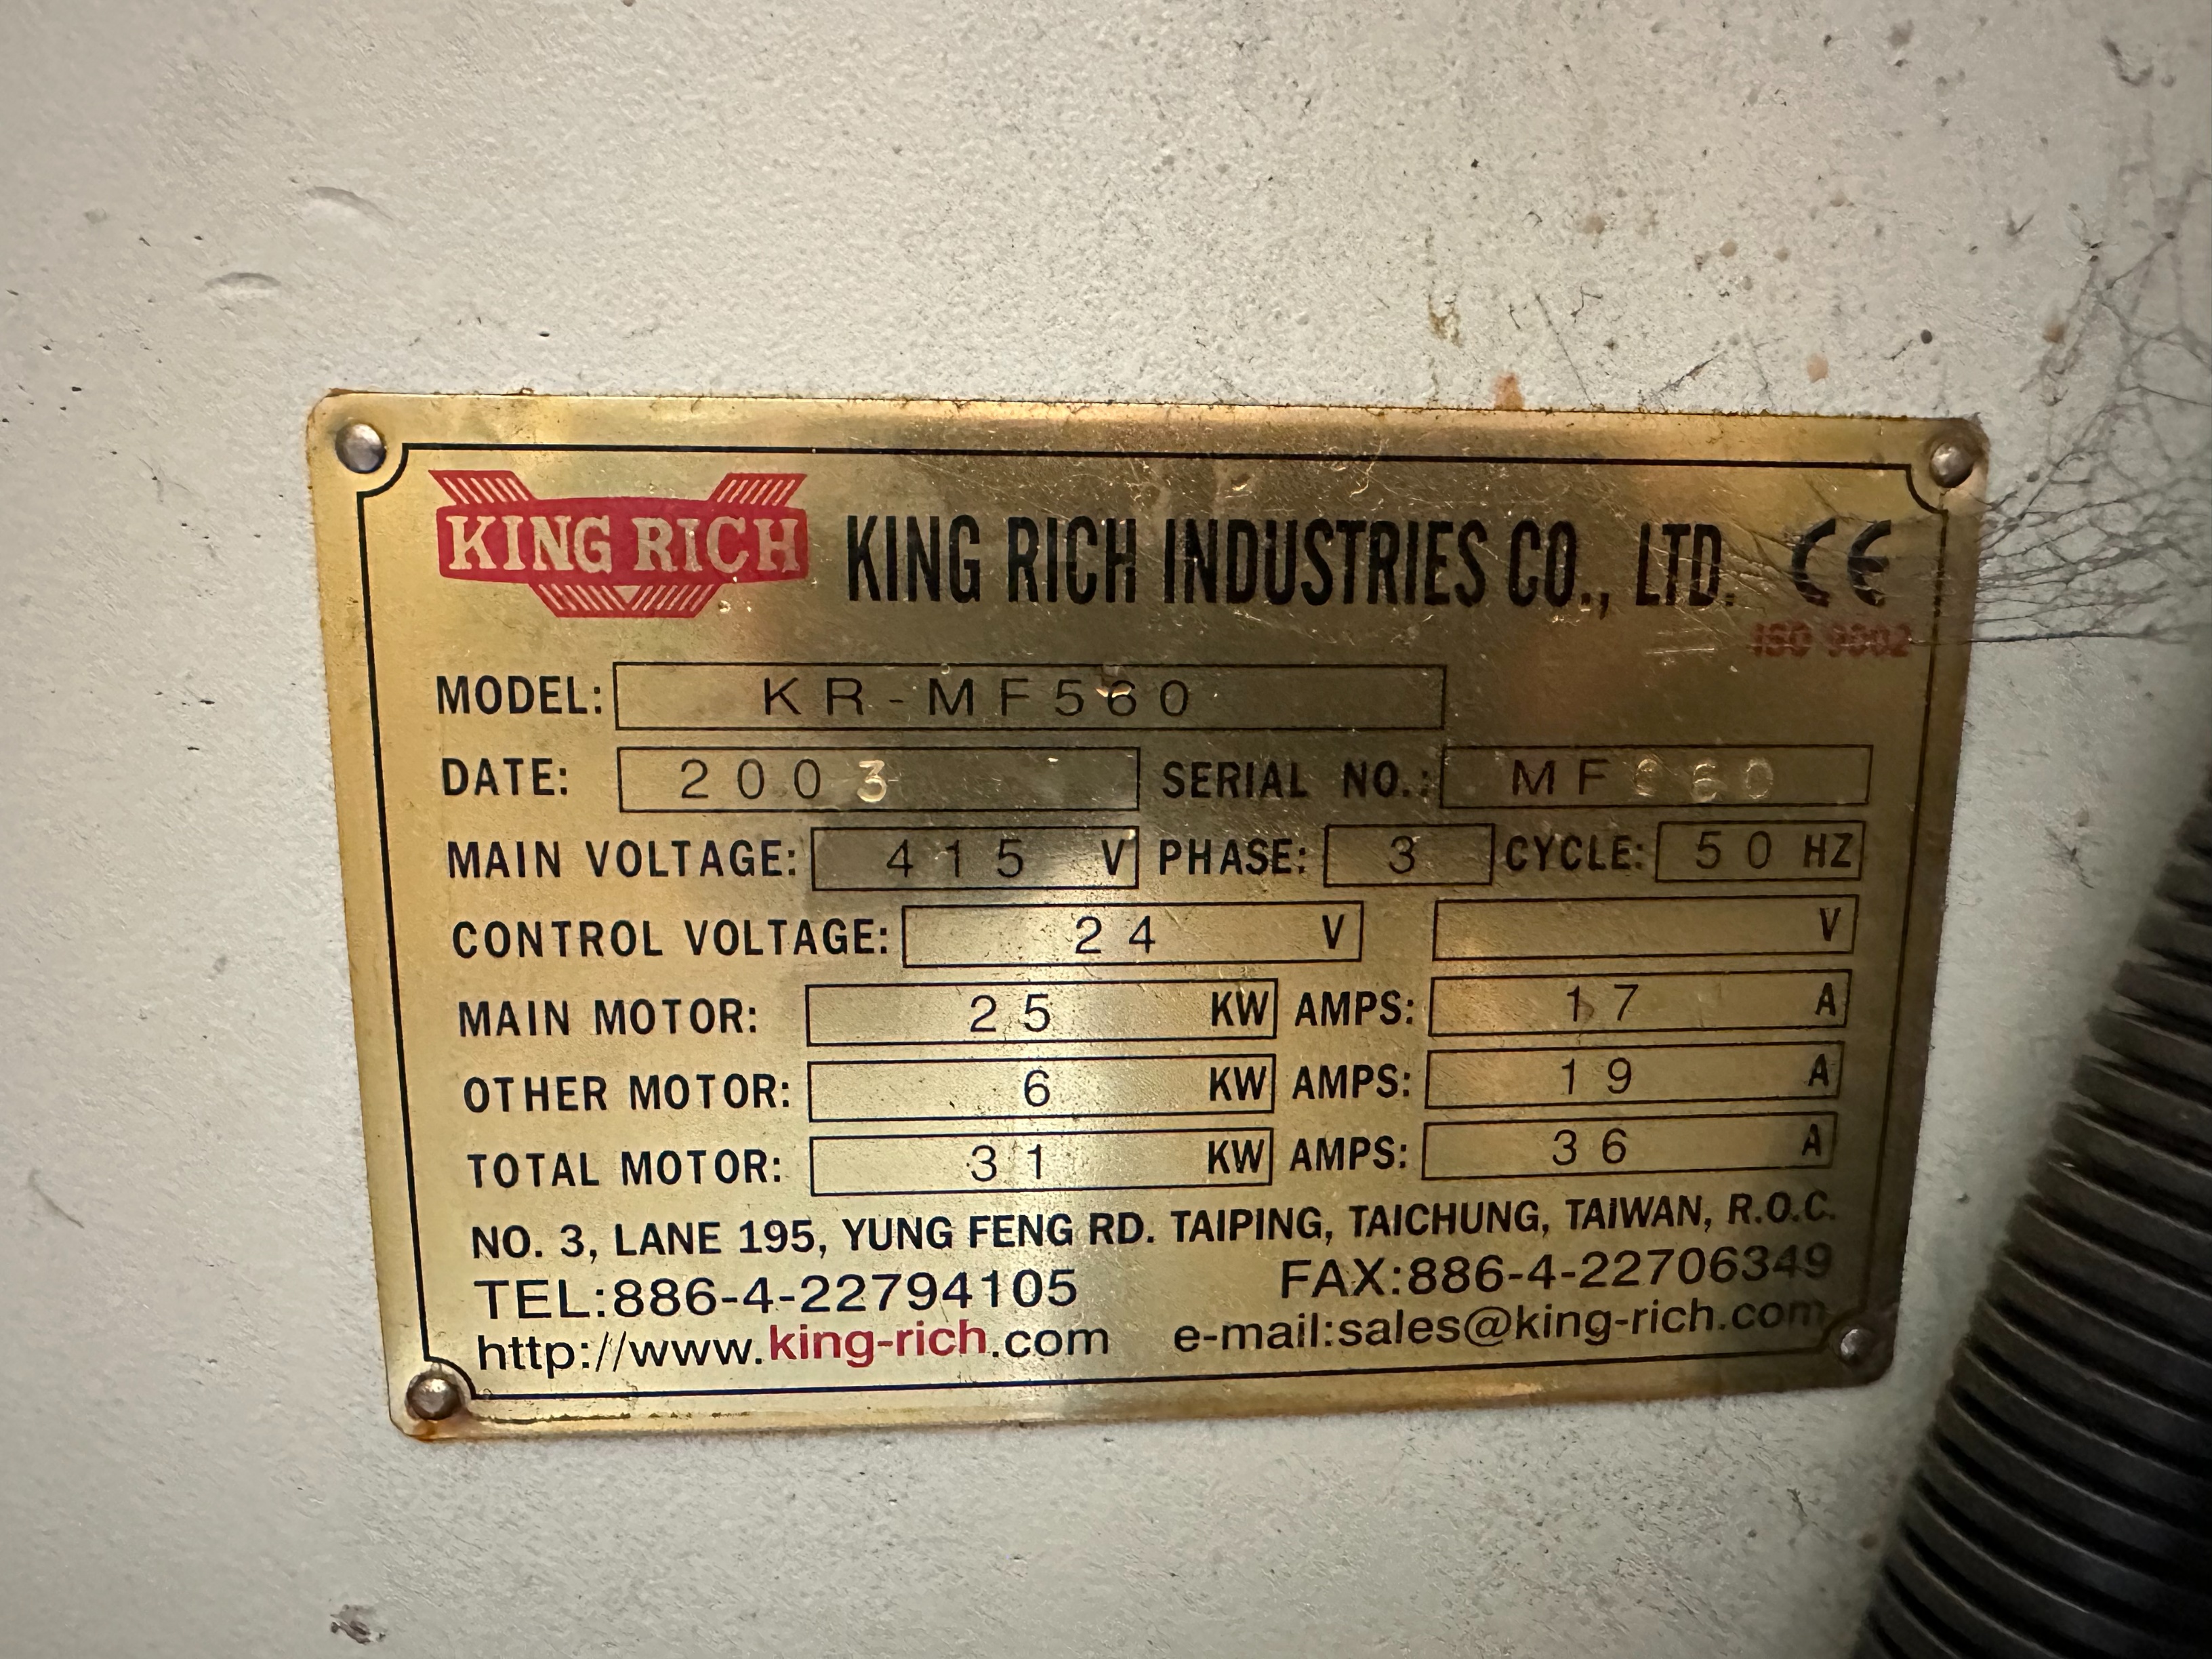 KING RICH KING RICH INDUSTRIES CO., LTD. CE
ISO 9002
MODEL: KR-MF560
DATE: 2003 SERIAL NO.:
MAIN VOLTAGE: 415 V PHASE: 3 CYCLE: 50 HZ
CONTROL VOLTAGE: 24 V V
MAIN MOTOR: 25 KW AMPS: 17 A
OTHER MOTOR: 6 KW AMPS: 19 A
TOTAL MOTOR: 31 KW AMPS: 36 A
NO. 3, LANE 195, YUNG FENG RD. TAIPING, TAICHUNG, TAIWAN, R.O.C.
TEL:886-4-22794105 FAX:886-4-22706349
http://www.king-rich.com e-mail:sales@king-rich.com